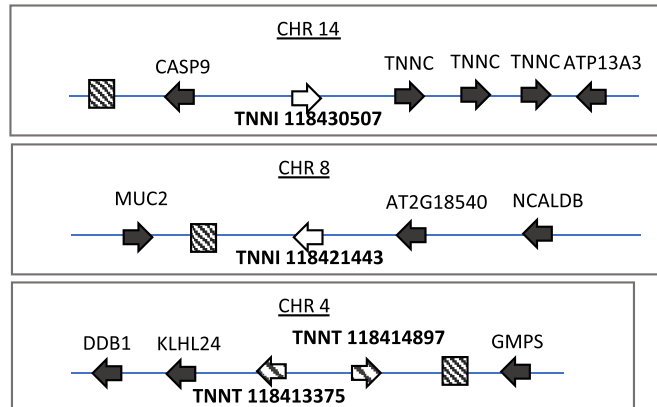 CHR 14
CASP9 TNNC TNNC TNNC ATP13A3
TNNI 118430507
CHR 8
MUC2 AT2G18540 NCALDB
TNNI 118421443
CHR 4
TNNT 118414897
DDB1 KLHL24 GMPS
TNNT 118413375